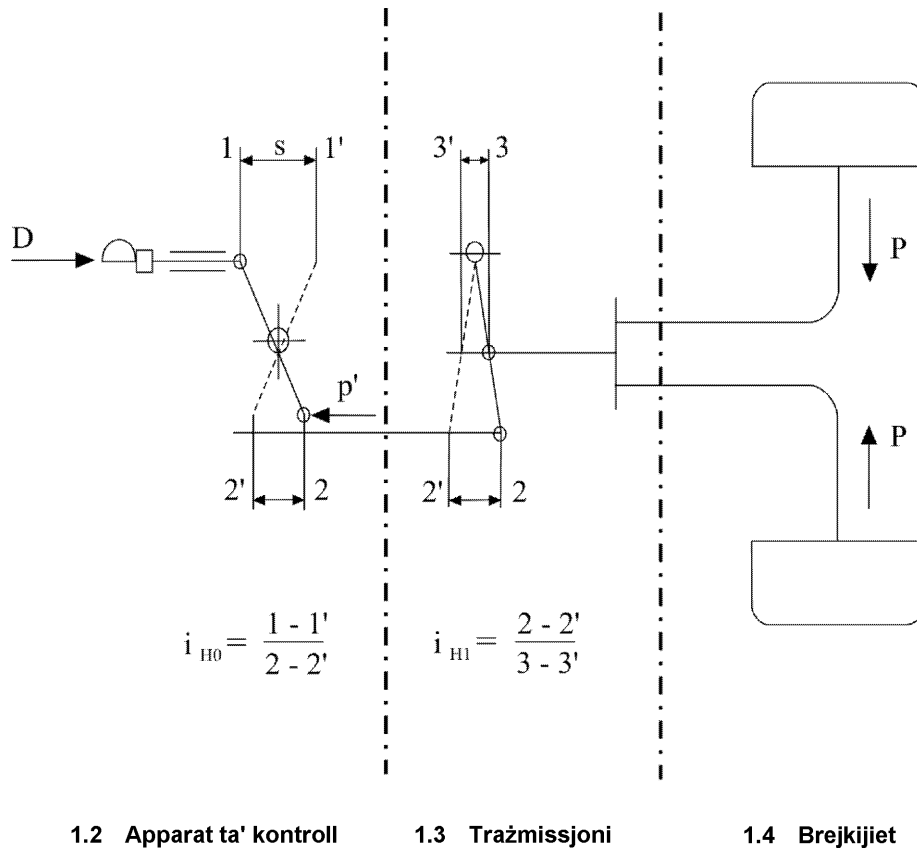 1 s 1' 3' 3
D
P
p'
P
2' 2 2' 2
i H0 = 1 - 1' / 2 - 2' i H1 = 2 - 2' / 3 - 3'
1.2 Apparat ta' kontroll 1.3 Trażmissjoni 1.4 Brejkijiet